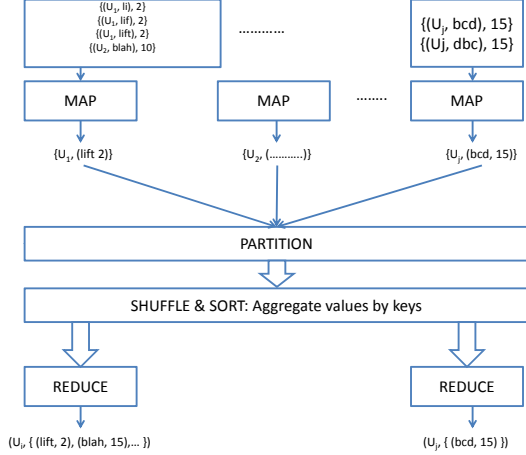 {(U₁, li), 2}
{(U₁, lif), 2}
{(U₁, lift), 2}
{(U₂, blah), 10}
.............
{(Uⱼ, bcd), 15}
{(Uj, dbc), 15}
MAP
MAP
........
MAP
{U₁, (lift 2)}
{U₂, (...........)}
{Uⱼ, (bcd, 15)}
PARTITION
SHUFFLE & SORT: Aggregate values by keys
REDUCE
REDUCE
(Uᵢ, { (lift, 2), (blah, 15),... })
(Uⱼ, { (bcd, 15) })